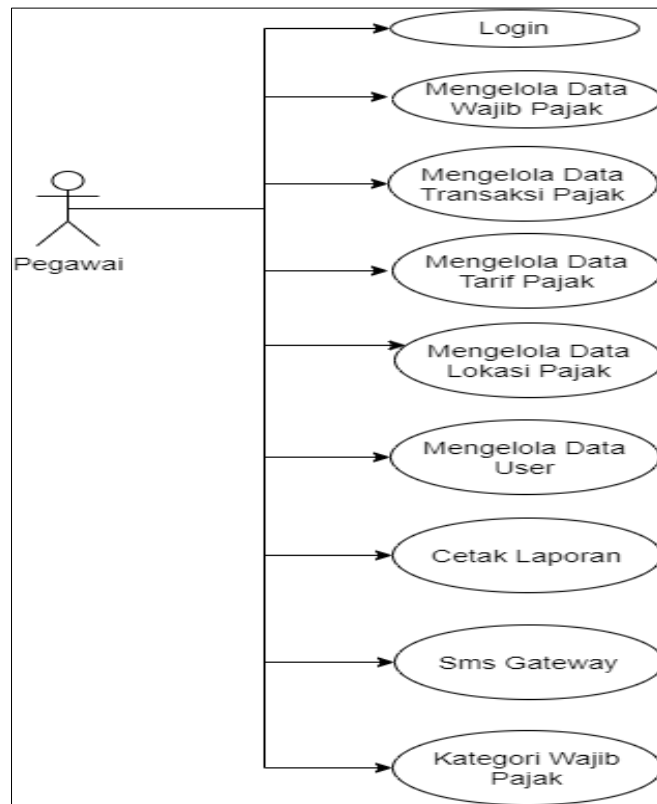 Login
Mengelola Data
Wajib Pajak
Mengelola Data
Transaksi Pajak
Pegawai
Mengelola Data
Tarif Pajak
Mengelola Data
Lokasi Pajak
Mengelola Data
User
Cetak Laporan
Sms Gateway
Kategori Wajib
Pajak